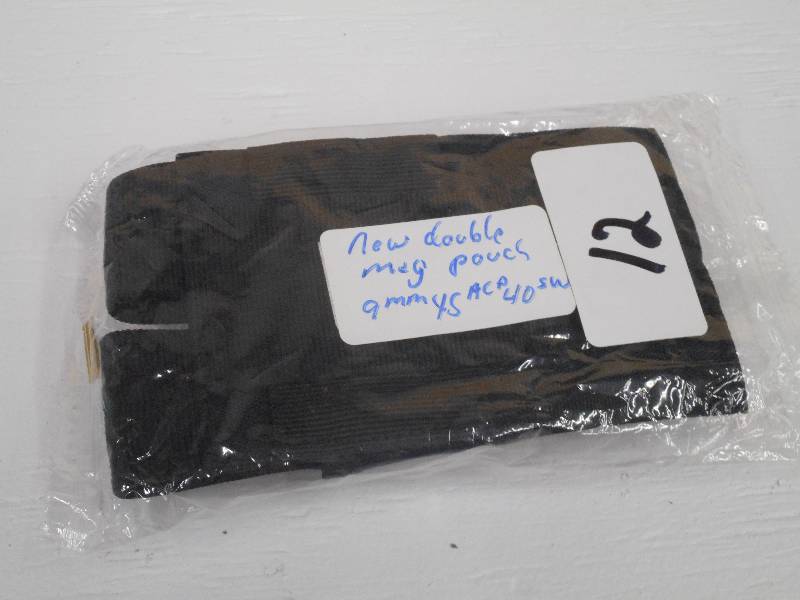 new double
mag pouch
9mm 45 ACP 40 SW
12